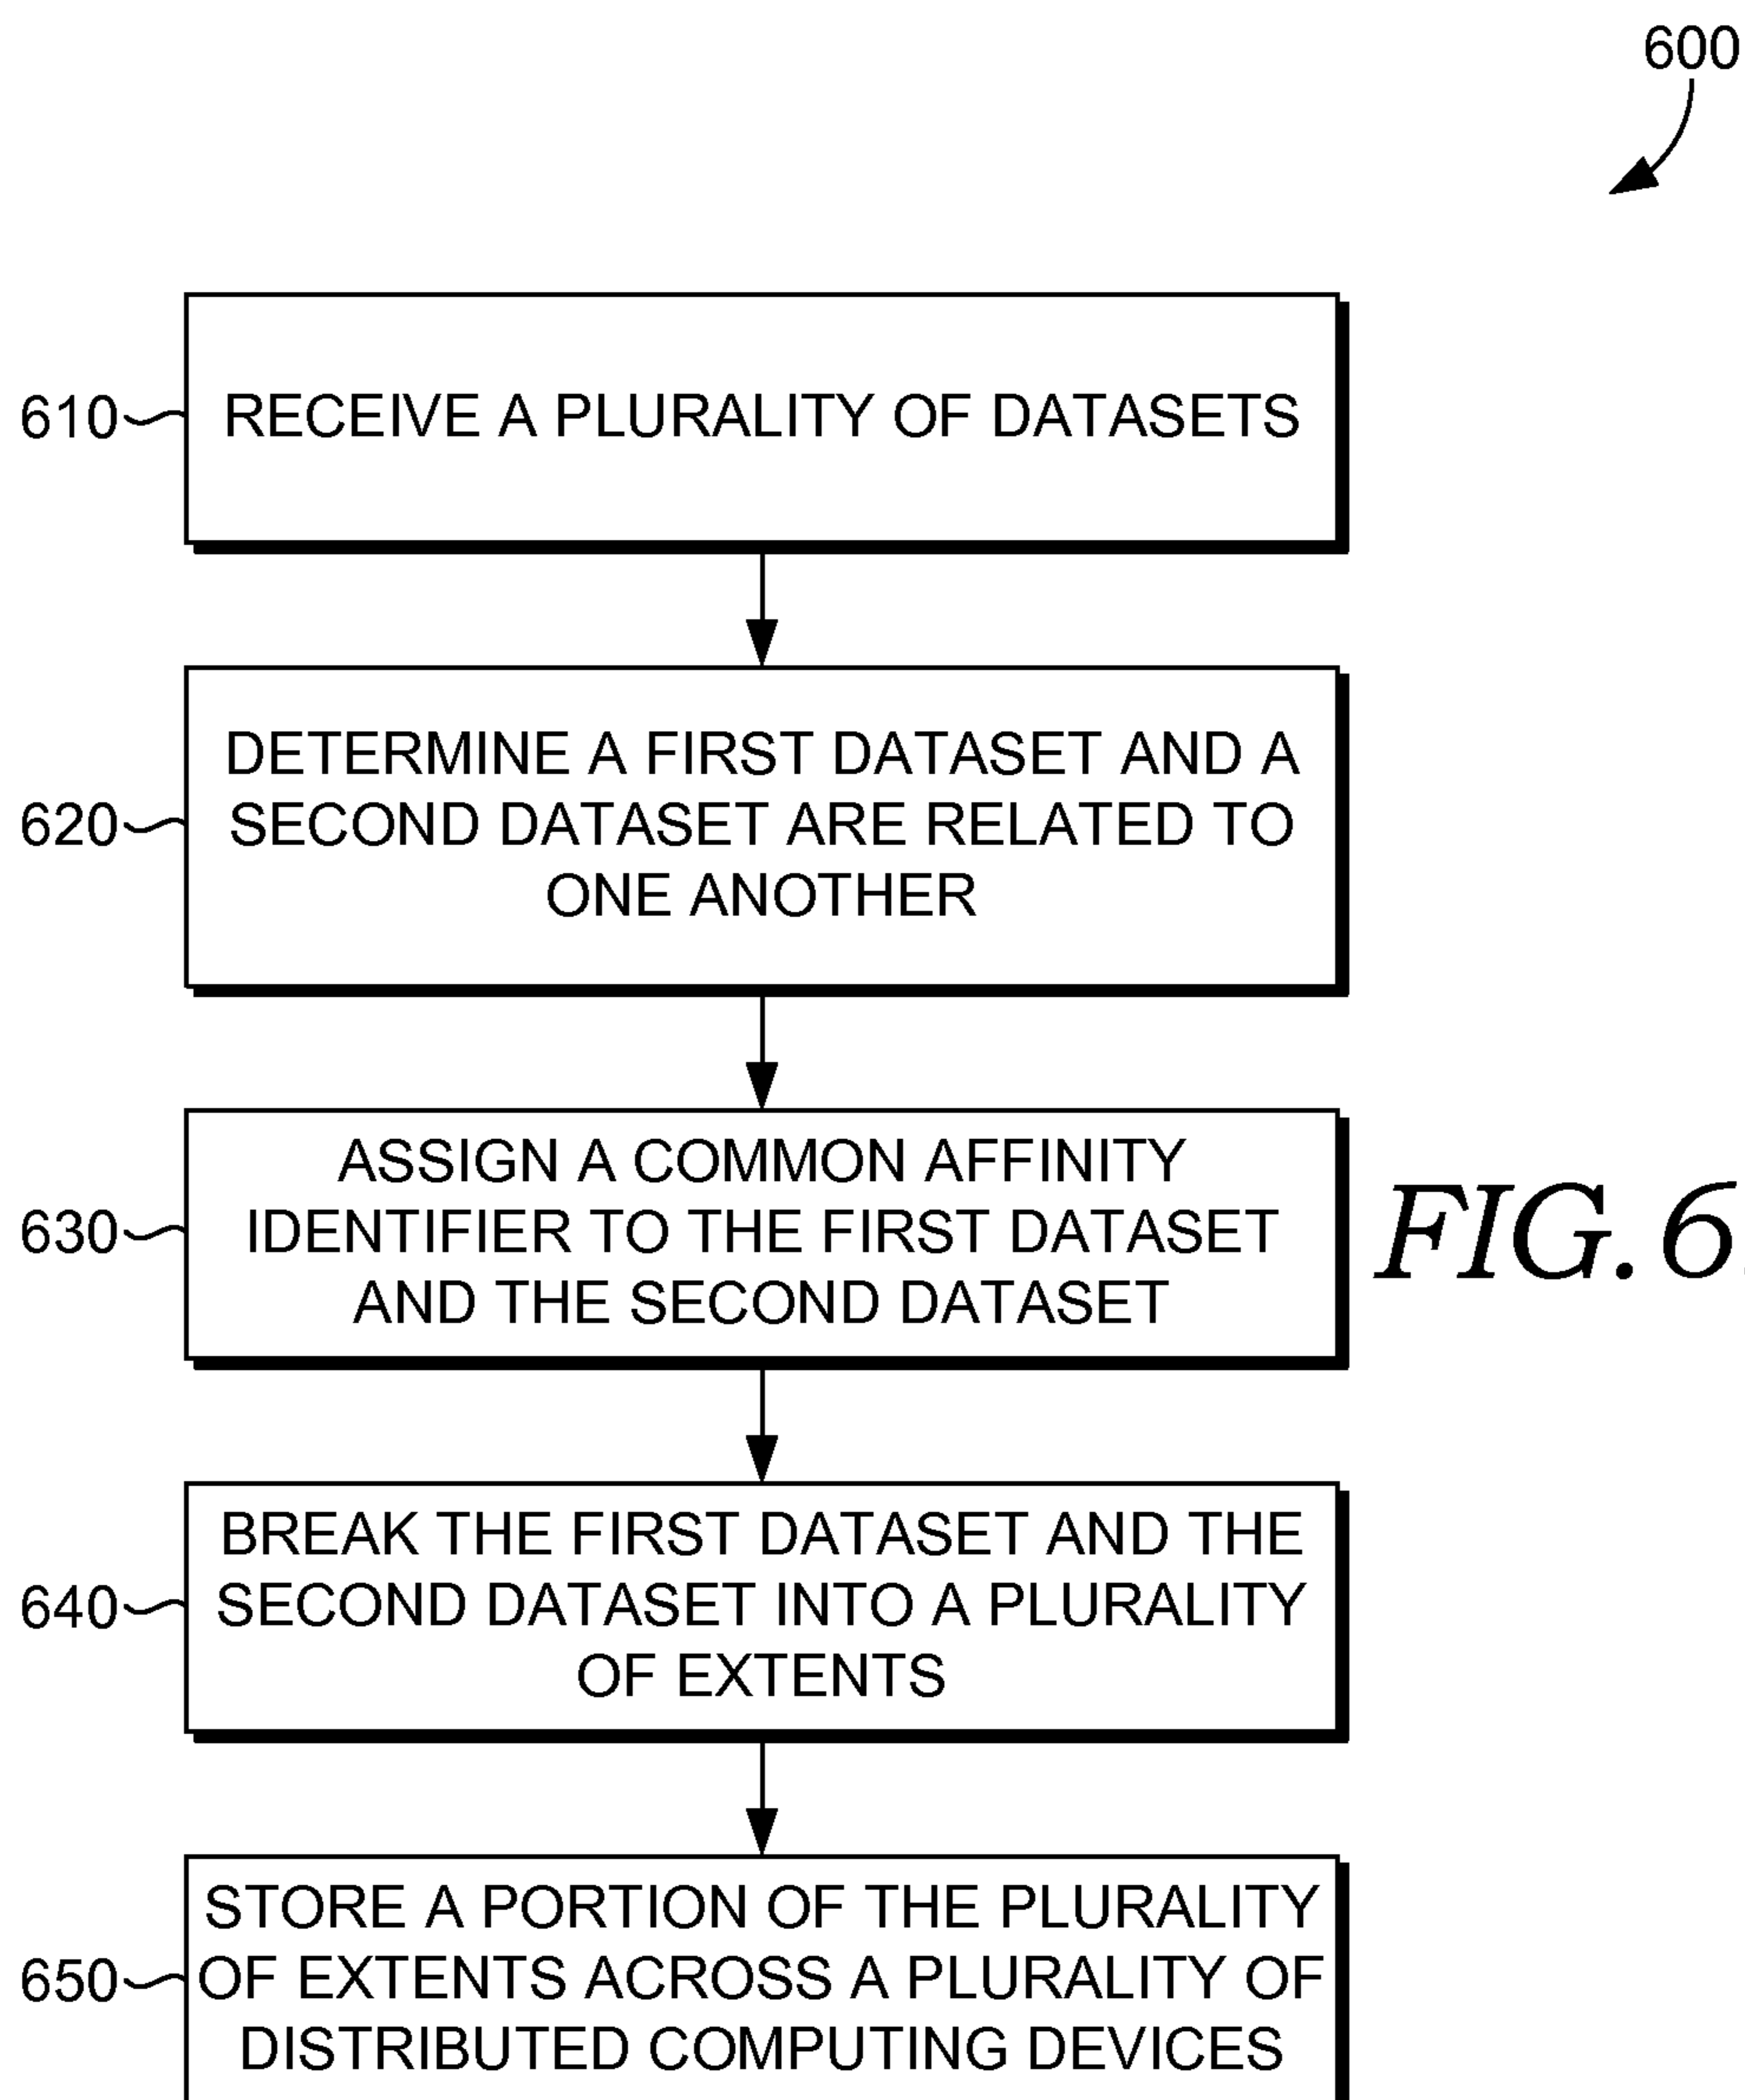 600
610
RECEIVE A PLURALITY OF DATASETS
620
DETERMINE A FIRST DATASET AND A
SECOND DATASET ARE RELATED TO
ONE ANOTHER
630
ASSIGN A COMMON AFFINITY
IDENTIFIER TO THE FIRST DATASET
AND THE SECOND DATASET
FIG. 6.
640
BREAK THE FIRST DATASET AND THE
SECOND DATASET INTO A PLURALITY
OF EXTENTS
650
STORE A PORTION OF THE PLURALITY
OF EXTENTS ACROSS A PLURALITY OF
DISTRIBUTED COMPUTING DEVICES